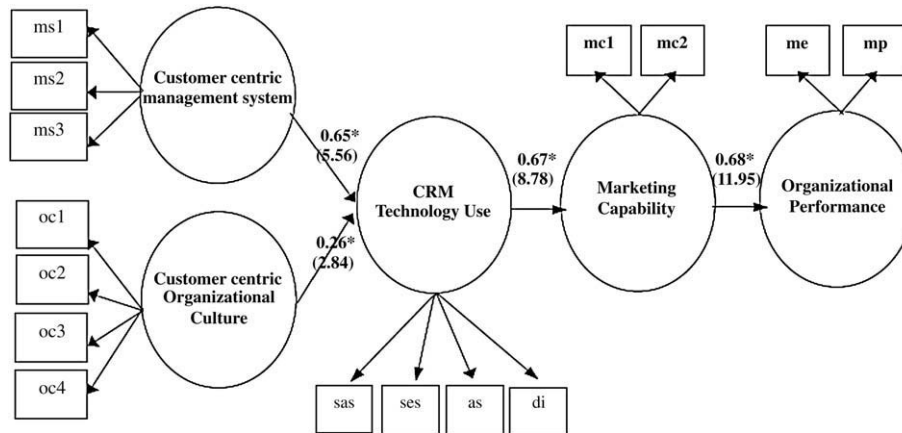 ms1
ms2
ms3
Customer centric
management system
0.65*
(5.56)
oc1
oc2
oc3
oc4
Customer centric
Organizational
Culture
0.26*
(2.84)
CRM
Technology Use
sas
ses
as
di
0.67*
(8.78)
mc1
mc2
Marketing
Capability
0.68*
(11.95)
me
mp
Organizational
Performance